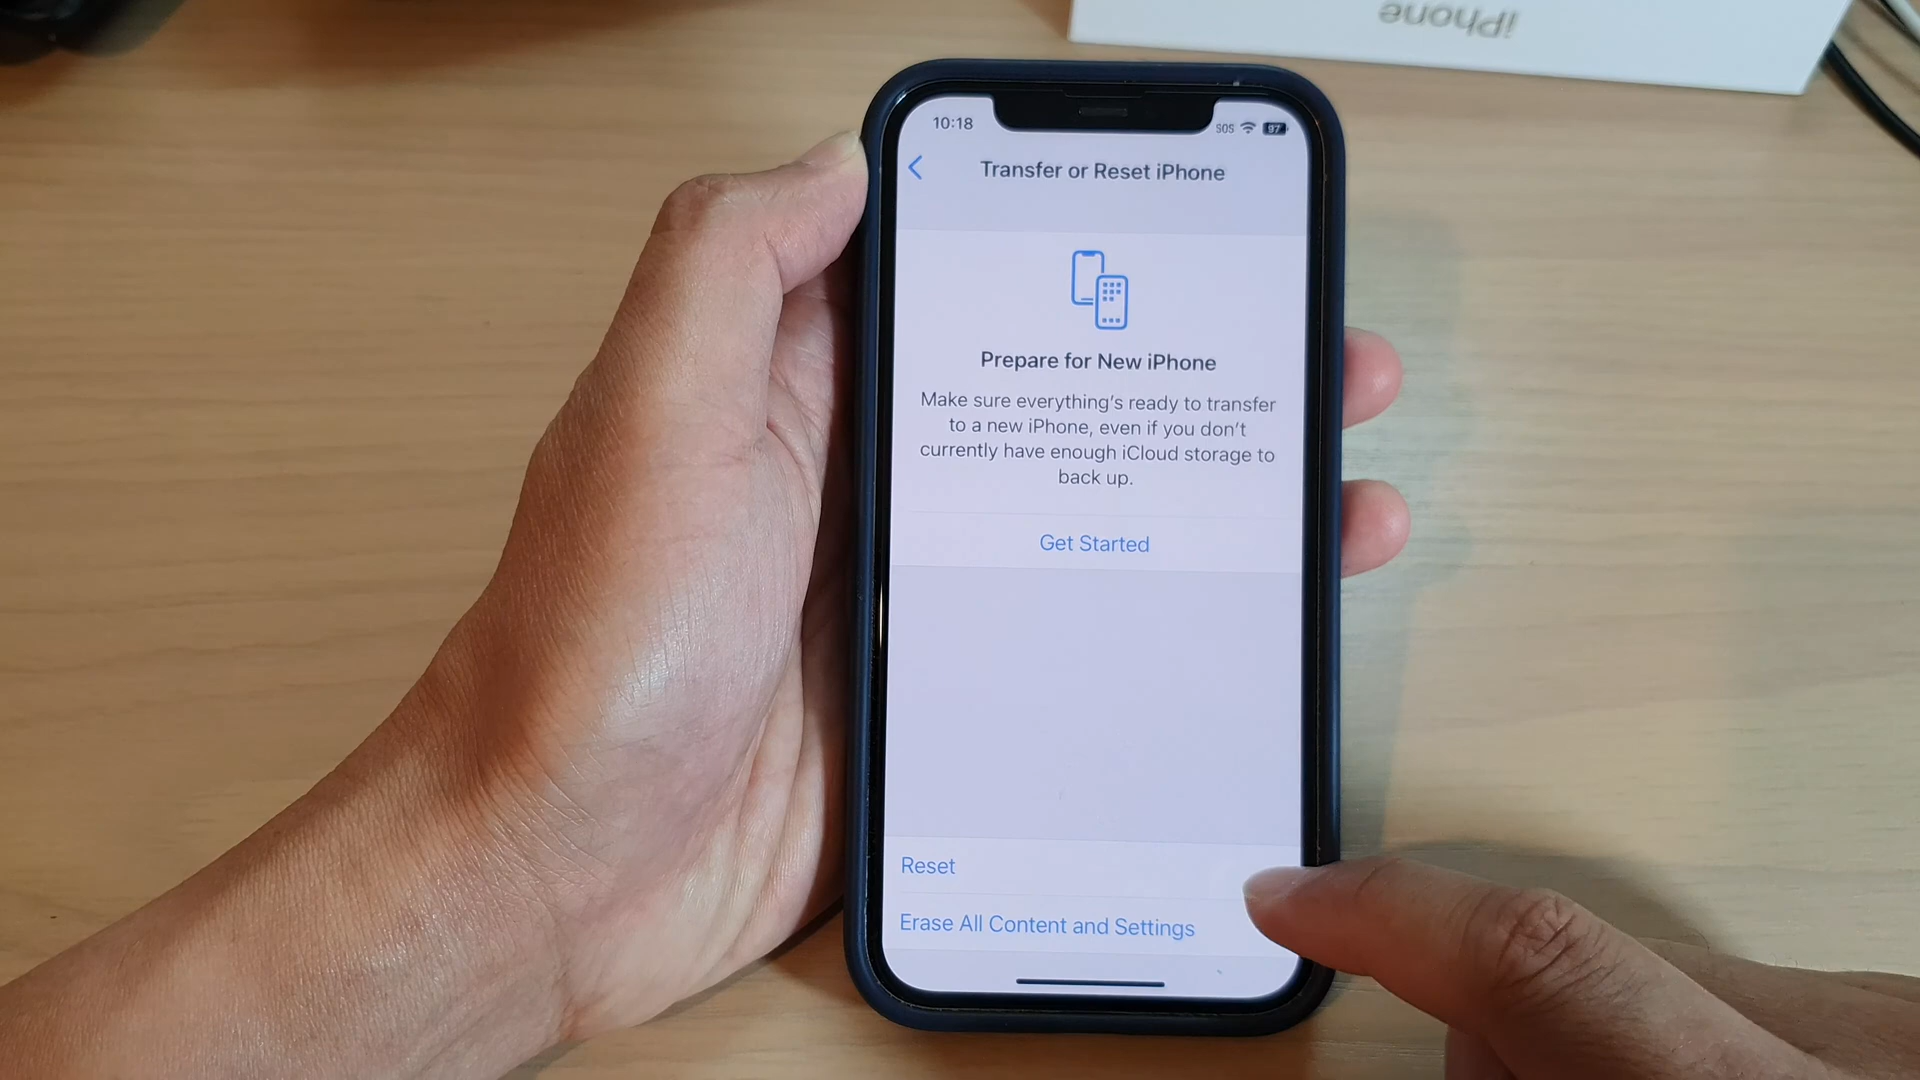 iPhone
10:18
SOS
97
Transfer or Reset iPhone
Prepare for New iPhone
Make sure everything's ready to transfer
to a new iPhone, even if you don't
currently have enough iCloud storage to
back up.
Get Started
Reset
Erase All Content and Settings